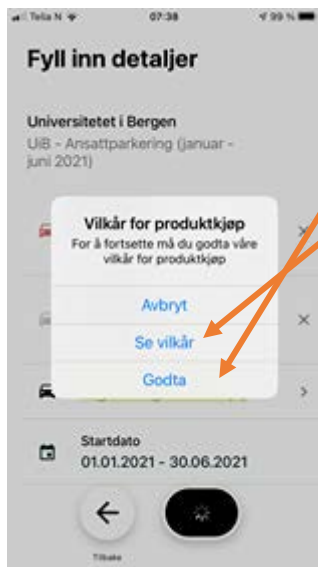 Telia N
07:38
99 %
Fyll inn detaljer
Universitetet i Bergen
UiB - Ansattparkering (januar -
juni 2021)
Vilkår for produktkjøp
For å fortsette må du godta våre
vilkår for produktkjøp
Avbryt
Se vilkår
Godta
Startdato
01.01.2021 - 30.06.2021
Tilbake